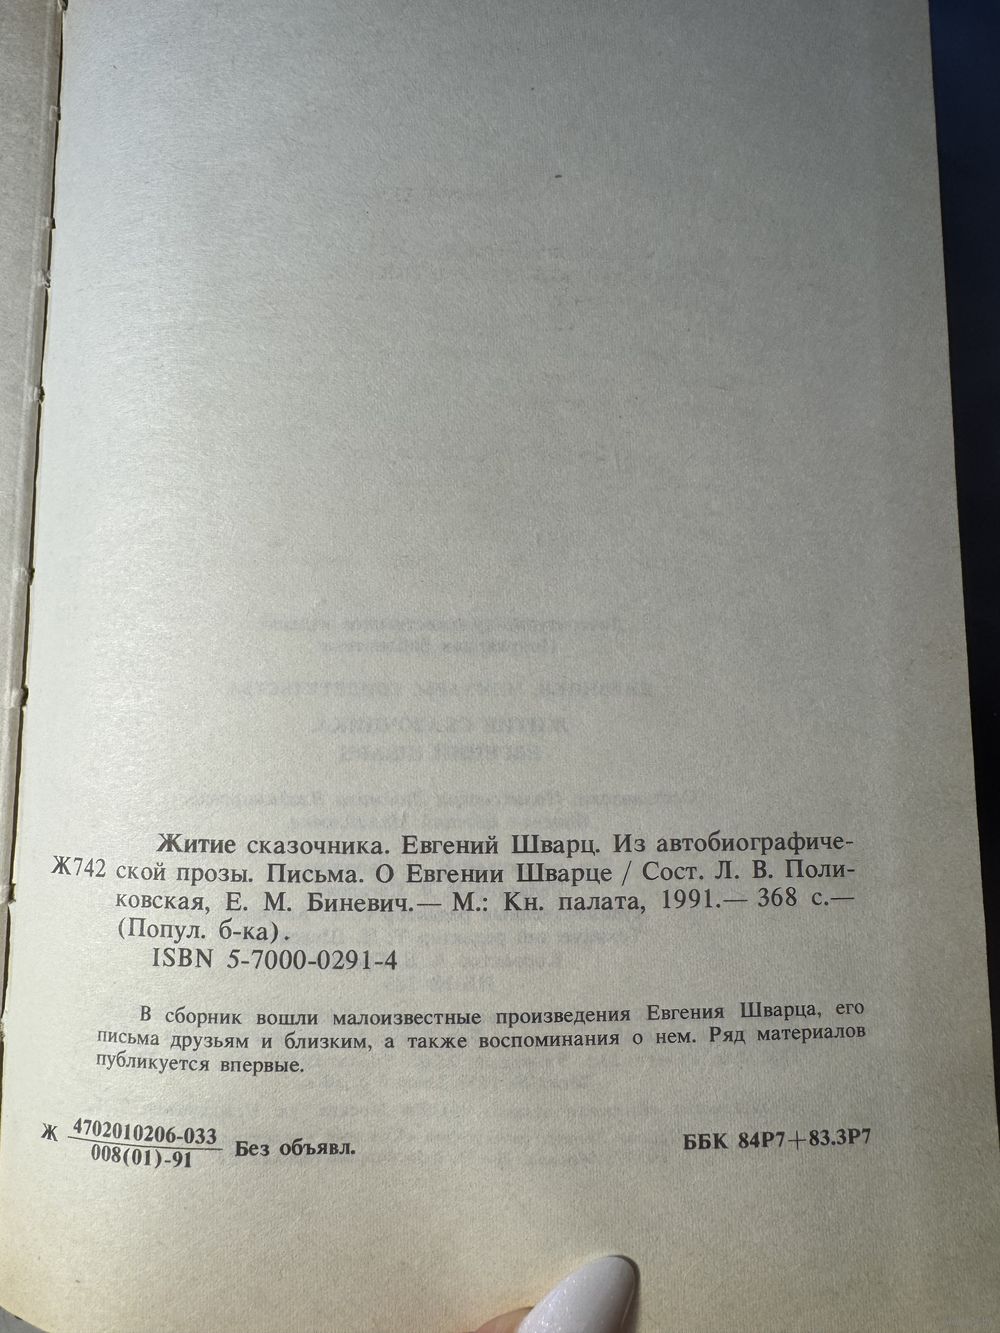 Житие сказочника. Евгений Шварц. Из автобиографиче-
Ж742 ской прозы. Письма. О Евгении Шварце / Сост. Л. В. Поли-
ковская, Е. М. Биневич.— М.: Кн. палата, 1991.— 368 с.—
(Попул. б-ка).
ISBN 5-7000-0291-4
В сборник вошли малоизвестные произведения Евгения Шварца, его
письма друзьям и близким, а также воспоминания о нем. Ряд материалов
публикуется впервые.
Ж 4702010206-033
008(01)-91
Без объявл.
ББК 84Р7+83.3Р7